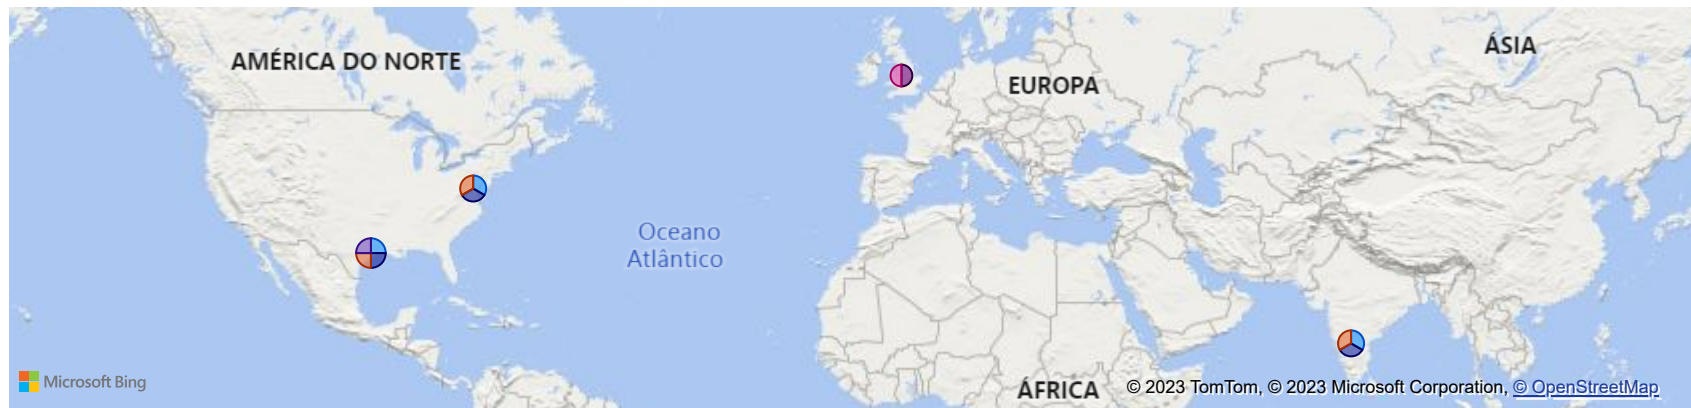 AMÉRICA DO NORTE
EUROPA
ÁSIA
Oceano
Atlântico
ÁFRICA
Microsoft Bing
© 2023 TomTom, © 2023 Microsoft Corporation, © OpenStreetMap